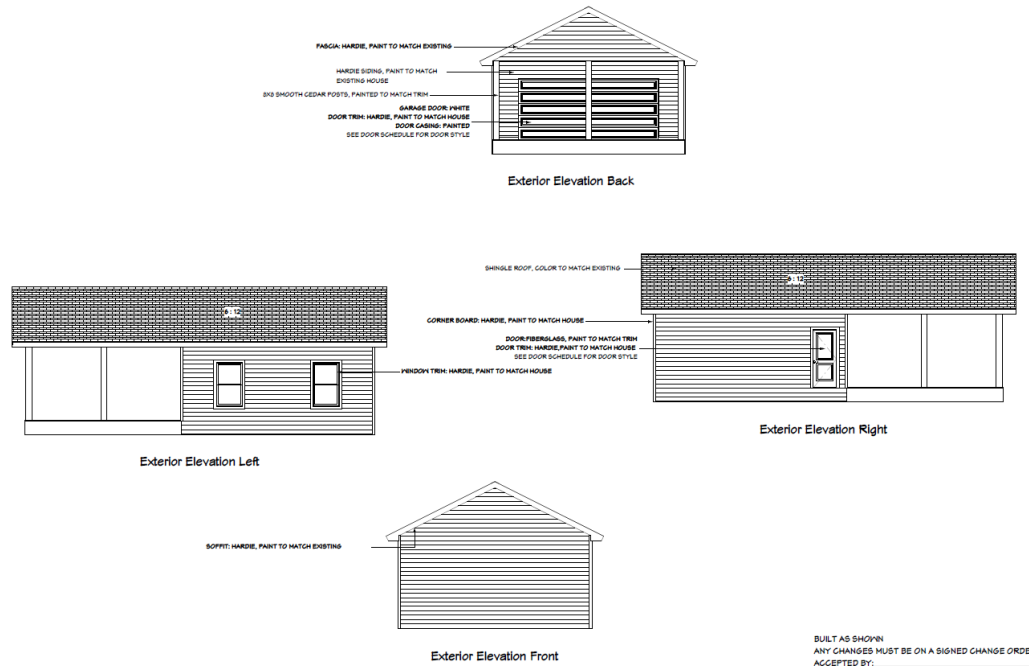 FASCIA: HARDIE, PAINT TO MATCH EXISTING
HARDIE SIDING, PAINT TO MATCH
EXISTING HOUSE
8X8 SMOOTH CEDAR POSTS, PAINTED TO MATCH TRIM
GARAGE DOOR: WHITE
DOOR TRIM: HARDIE, PAINT TO MATCH HOUSE
DOOR CASING: PAINTED
SEE DOOR SCHEDULE FOR DOOR STYLE
Exterior Elevation Back
SHINGLE ROOF, COLOR TO MATCH EXISTING
6 : 12
6 : 12
CORNER BOARD: HARDIE, PAINT TO MATCH HOUSE
DOOR:FIBERGLASS, PAINT TO MATCH TRIM
DOOR TRIM: HARDIE,PAINT TO MATCH HOUSE
SEE DOOR SCHEDULE FOR DOOR STYLE
WINDOW TRIM: HARDIE, PAINT TO MATCH HOUSE
Exterior Elevation Right
Exterior Elevation Left
SOFFIT: HARDIE, PAINT TO MATCH EXISTING
Exterior Elevation Front
BUILT AS SHOWN
ANY CHANGES MUST BE ON A SIGNED CHANGE ORDE
ACCEPTED BY: